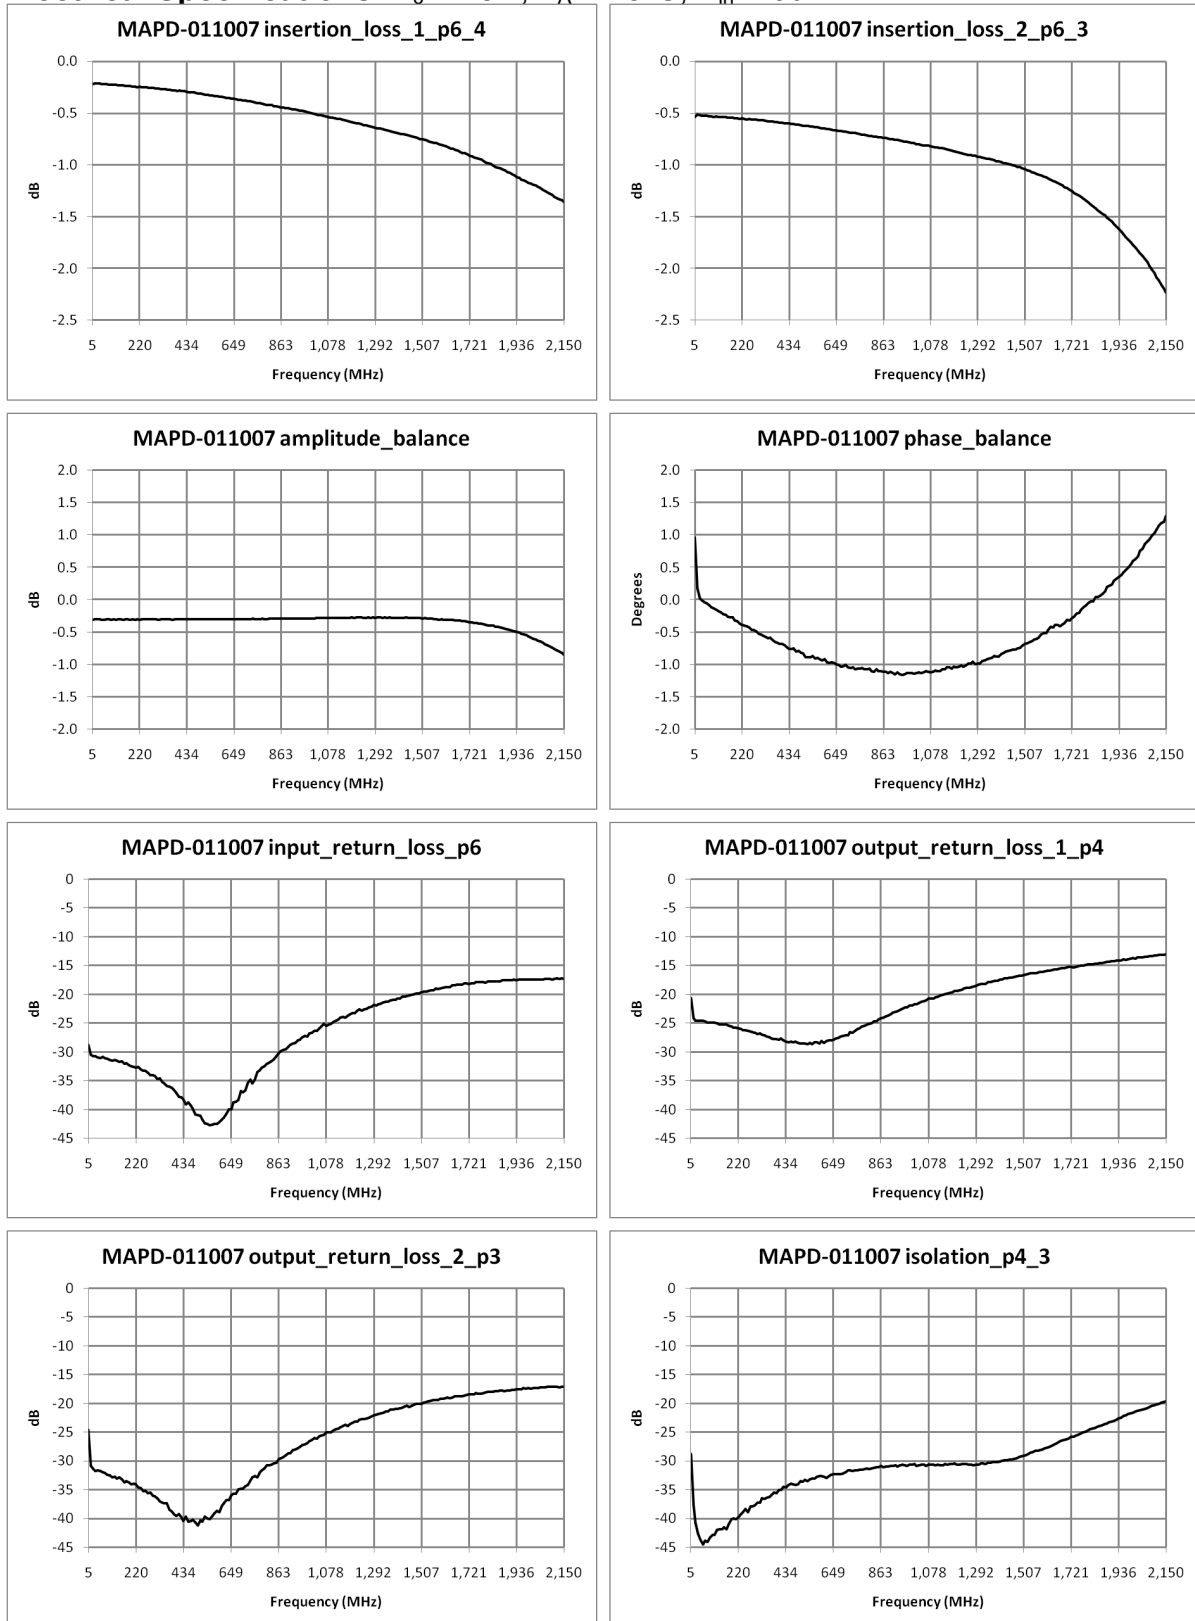 MAPD-011007 insertion_loss_1_p6_4
0.0
-0.5
-1.0
-1.5
-2.0
-2.5
dB
5 220 434 649 863 1,078 1,292 1,507 1,721 1,936 2,150
Frequency (MHz)
MAPD-011007 insertion_loss_2_p6_3
0.0
-0.5
-1.0
-1.5
-2.0
-2.5
dB
5 220 434 649 863 1,078 1,292 1,507 1,721 1,936 2,150
Frequency (MHz)
MAPD-011007 amplitude_balance
2.0
1.5
1.0
0.5
0.0
-0.5
-1.0
-1.5
-2.0
dB
5 220 434 649 863 1,078 1,292 1,507 1,721 1,936 2,150
Frequency (MHz)
MAPD-011007 phase_balance
2.0
1.5
1.0
0.5
0.0
-0.5
-1.0
-1.5
-2.0
Degrees
5 220 434 649 863 1,078 1,292 1,507 1,721 1,936 2,150
Frequency (MHz)
MAPD-011007 input_return_loss_p6
0
-5
-10
-15
-20
-25
-30
-35
-40
-45
dB
5 220 434 649 863 1,078 1,292 1,507 1,721 1,936 2,150
Frequency (MHz)
MAPD-011007 output_return_loss_1_p4
0
-5
-10
-15
-20
-25
-30
-35
-40
-45
dB
5 220 434 649 863 1,078 1,292 1,507 1,721 1,936 2,150
Frequency (MHz)
MAPD-011007 output_return_loss_2_p3
0
-5
-10
-15
-20
-25
-30
-35
-40
-45
dB
5 220 434 649 863 1,078 1,292 1,507 1,721 1,936 2,150
Frequency (MHz)
MAPD-011007 isolation_p4_3
0
-5
-10
-15
-20
-25
-30
-35
-40
-45
dB
5 220 434 649 863 1,078 1,292 1,507 1,721 1,936 2,150
Frequency (MHz)